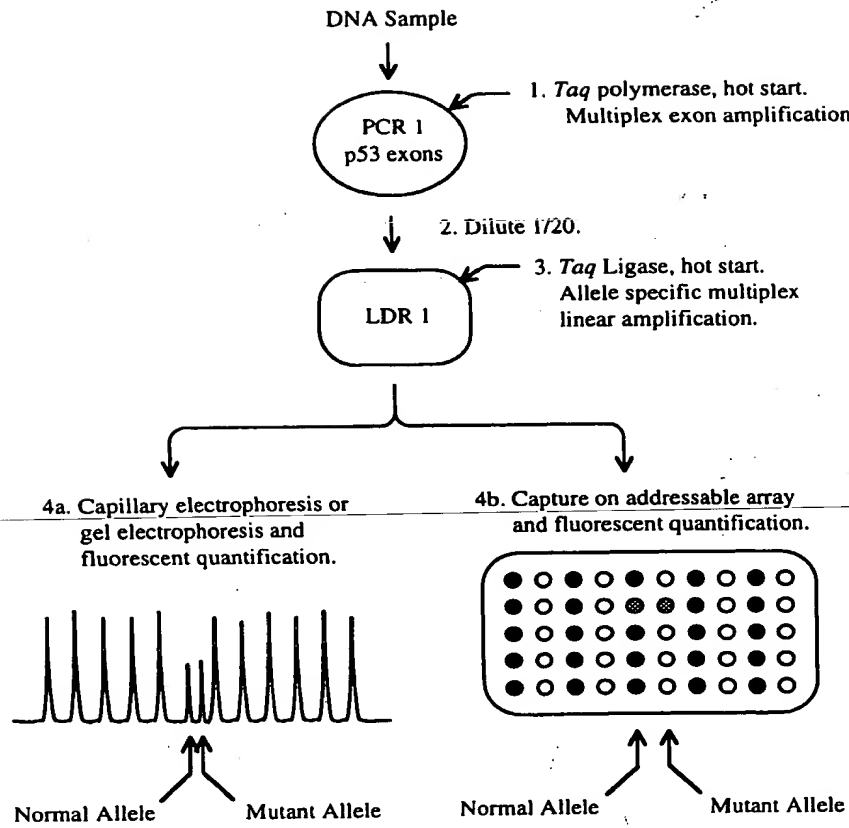 DNA Sample
1. Taq polymerase, hot start.
Multiplex exon amplification
PCR 1
p53 exons
2. Dilute 1/20.
3. Taq Ligase, hot start.
Allele specific multiplex
linear amplification.
LDR 1
4a. Capillary electrophoresis or
gel electrophoresis and
fluorescent quantification.
4b. Capture on addressable array
and fluorescent quantification.
Normal Allele
Mutant Allele
Normal Allele
Mutant Allele